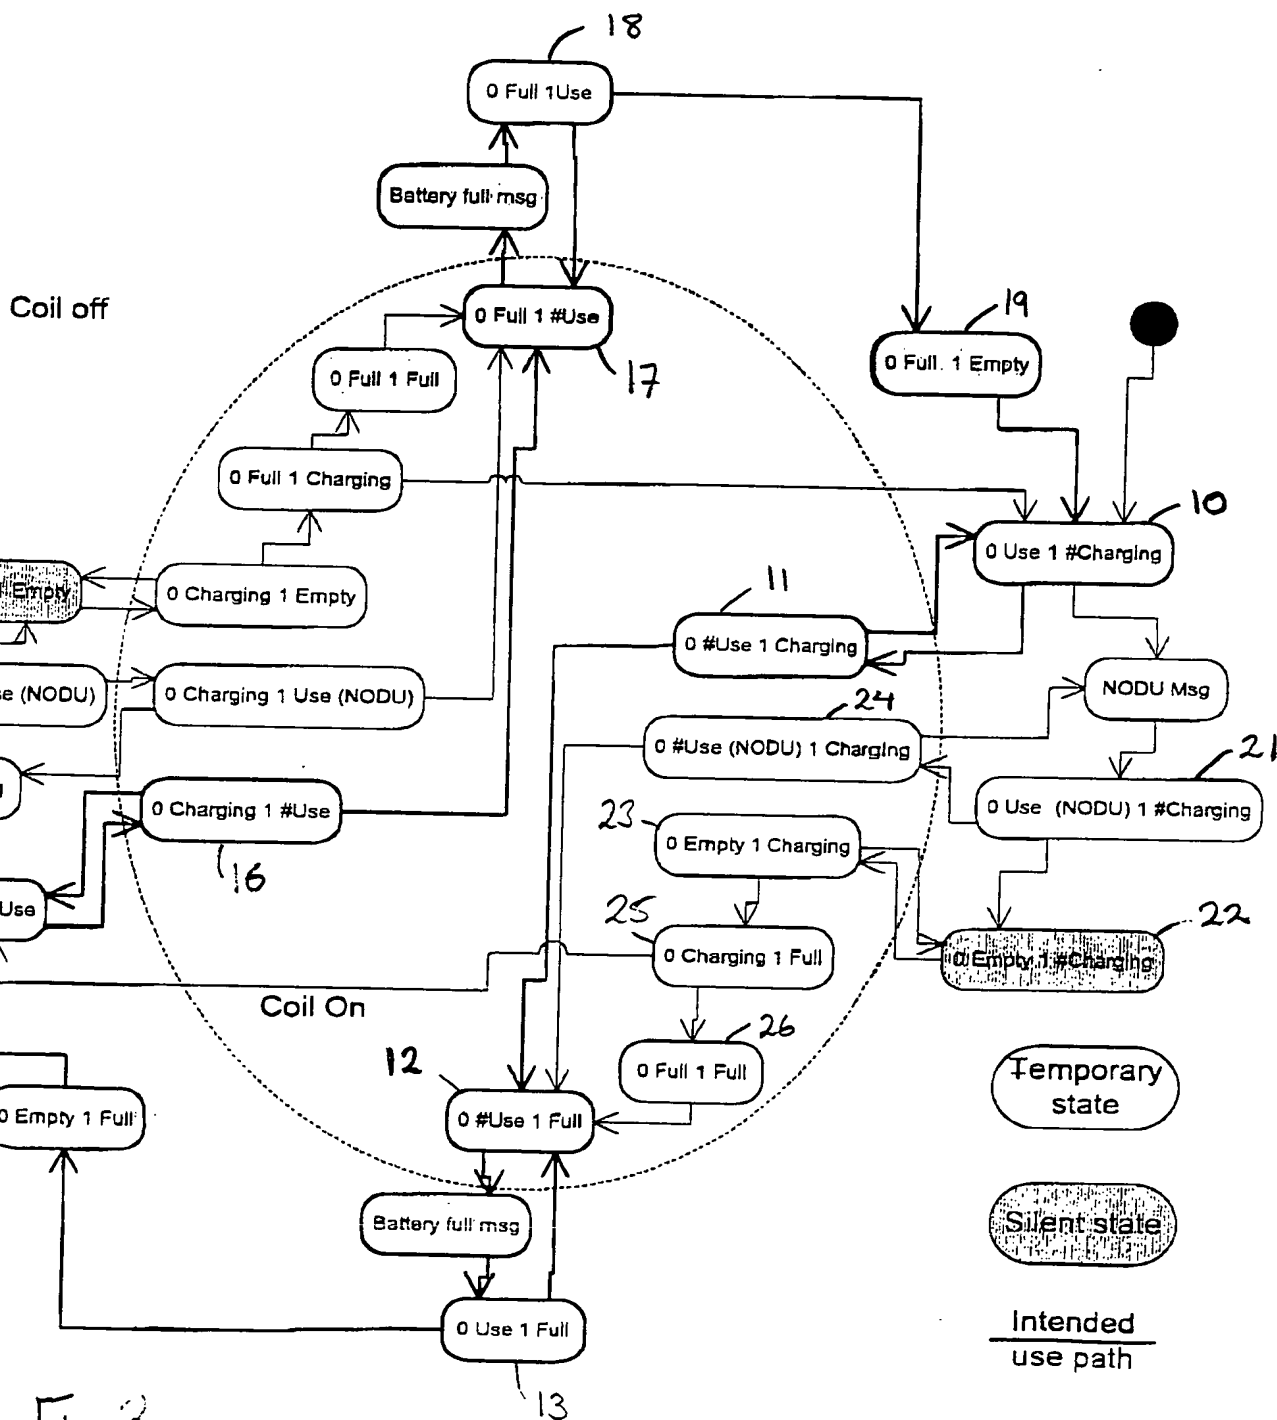 18
0 Full 1Use
Battery full msg
Coil off
0 Full 1 #Use
17
19
0 Full. 1 Empty
0 Full 1 Full
0 Full 1 Charging
10
0 Use 1 #Charging
Empty
0 Charging 1 Empty
11
0 #Use 1 Charging
(NODU)
0 Charging 1 Use (NODU)
NODU Msg
24
0 #Use (NODU) 1 Charging
21
0 Use (NODU) 1 #Charging
0 Charging 1 #Use
16
23
0 Empty 1 Charging
Use
25
0 Charging 1 Full
22
0 Empty 1 #Charging
Coil On
26
0 Full 1 Full
12
0 #Use 1 Full
0 Empty 1 Full
Temporary
state
Battery full msg
Silent state
0 Use 1 Full
13
Intended
use path